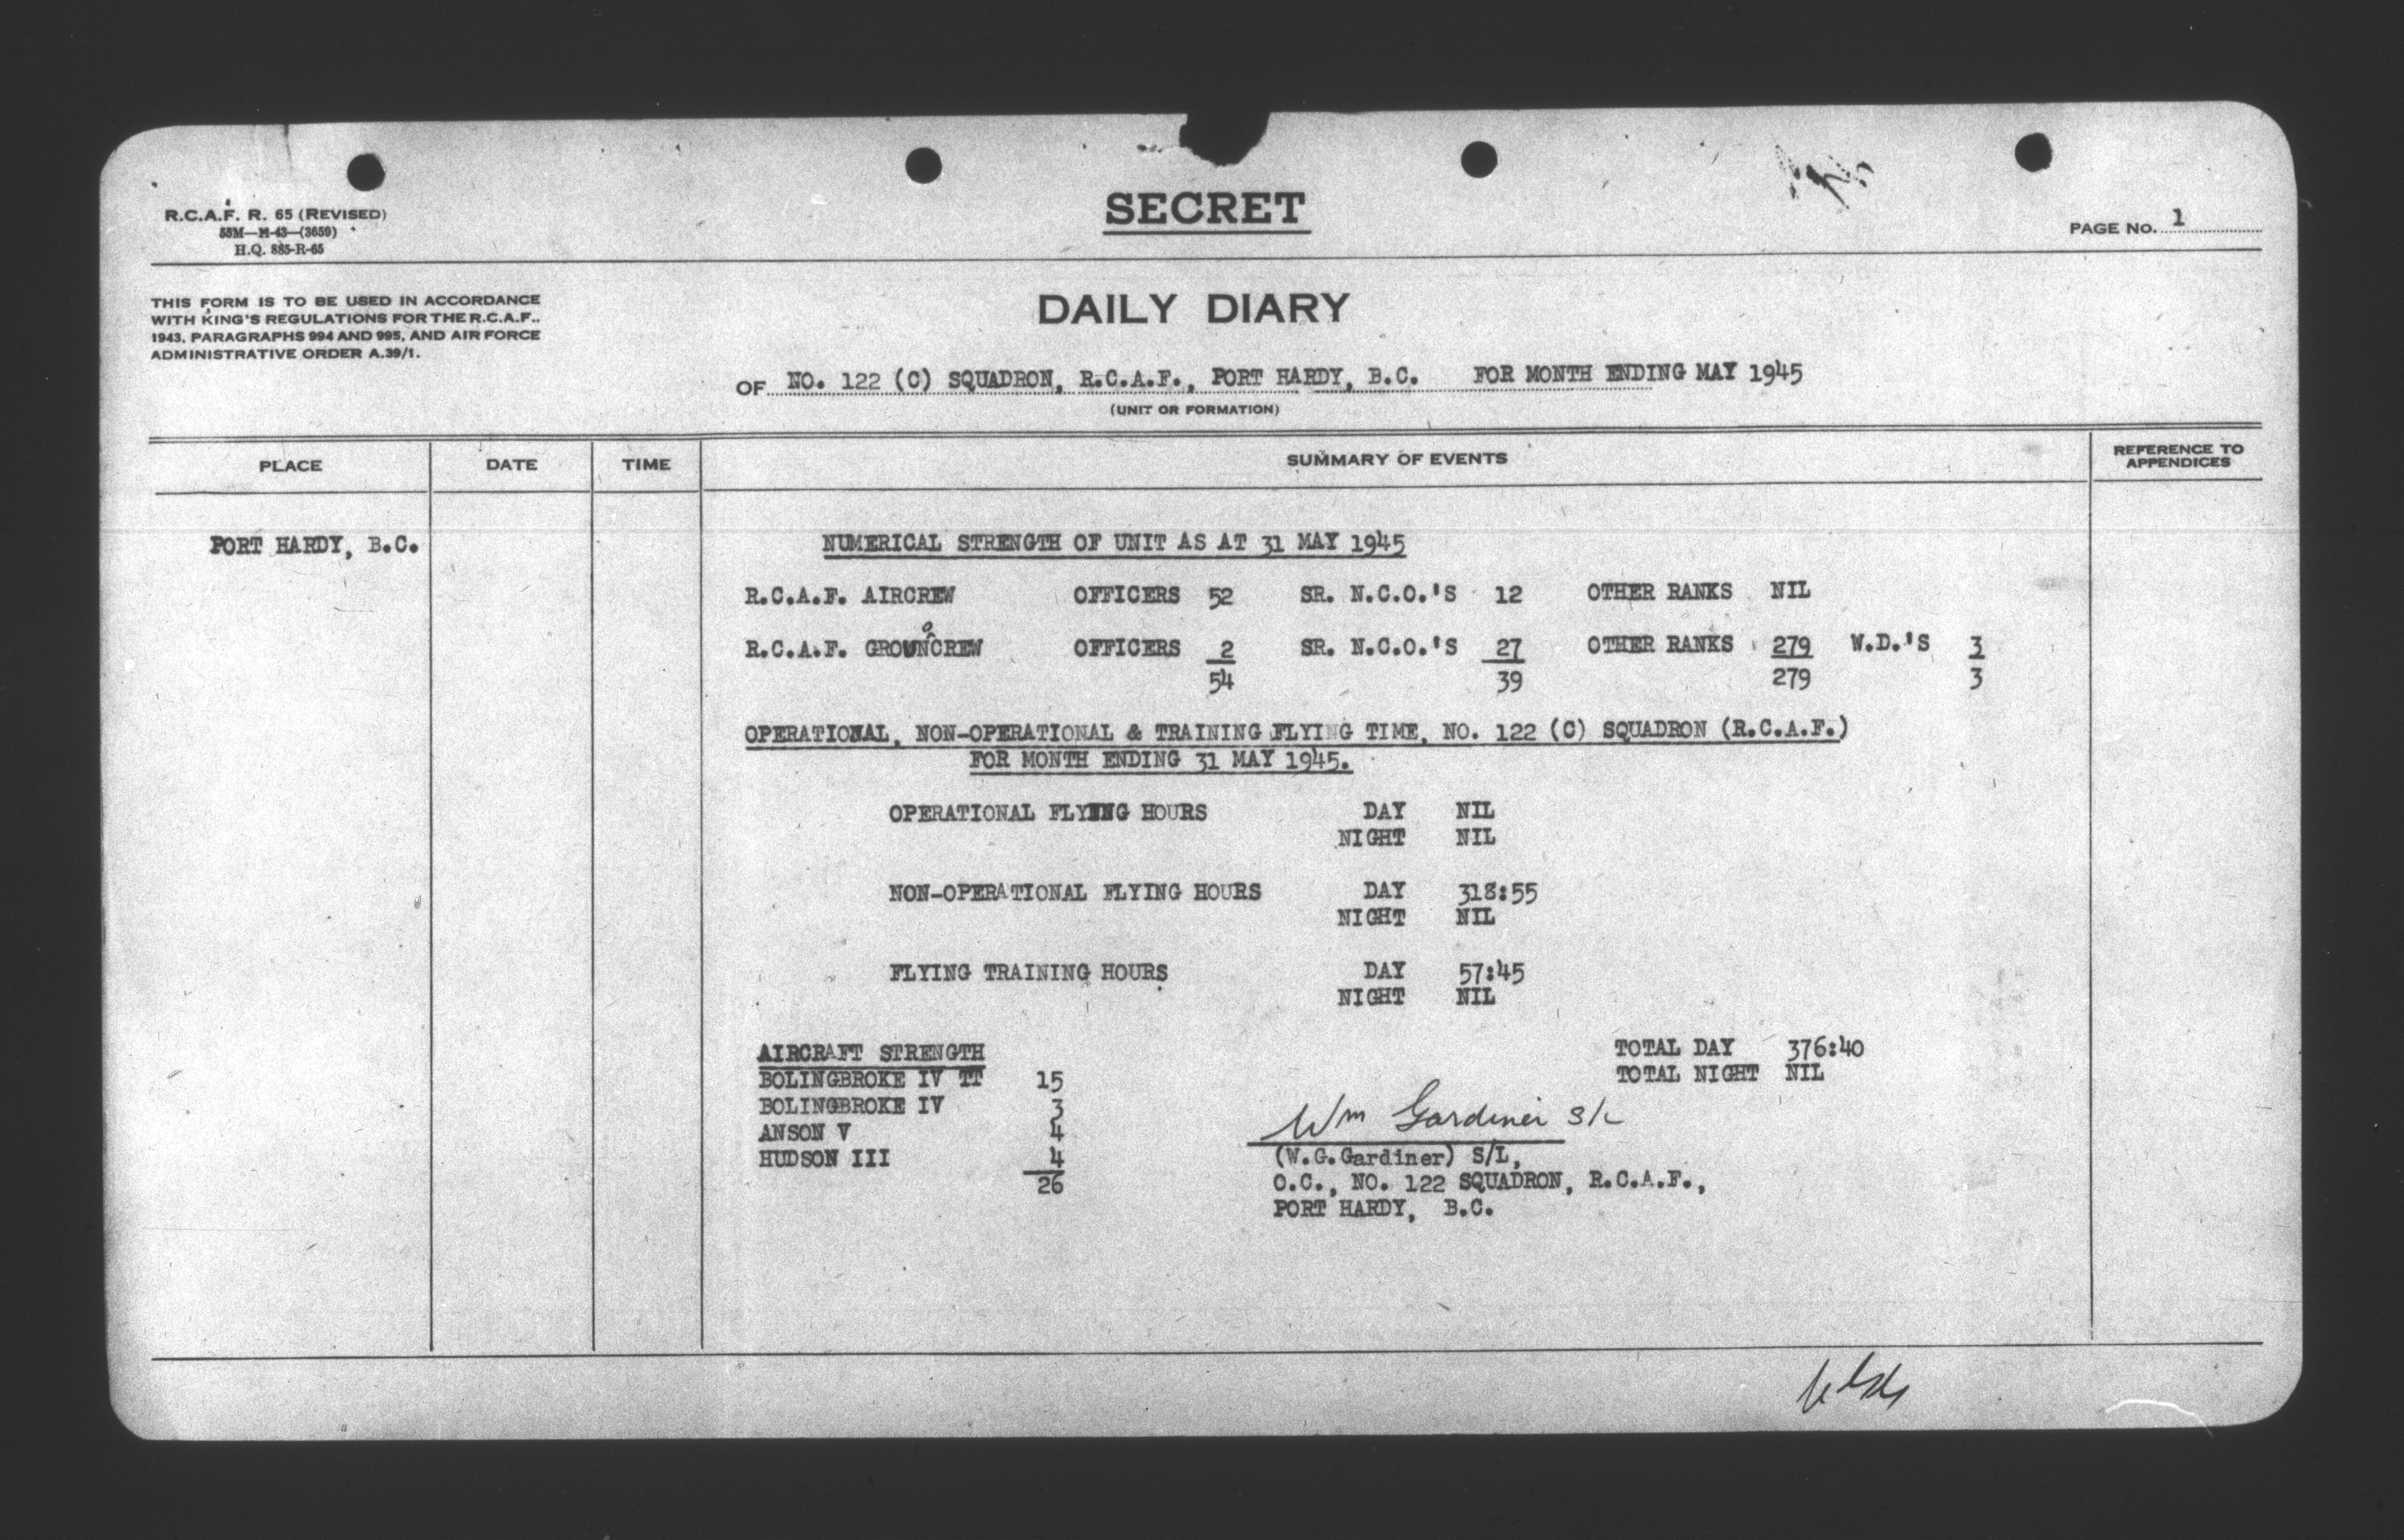 R.C.A.F. R. 65 (REVISED)
55M—11-43—(3659)
H.Q. 885-R-65
SECRET
PAGE No. 1
THIS FORM IS TO BE USED IN ACCORDANCE
WITH KING'S REGULATIONS FOR THE R.C.A.F.,
1943, PARAGRAPHS 994 AND 995, AND AIR FORCE
ADMINISTRATIVE ORDER A.39/1.
DAILY DIARY
OF NO. 122 (C) SQUADRON, R.C.A.F., PORT HARDY, B.C. FOR MONTH ENDING MAY 1945
(UNIT OR FORMATION)
PLACE DATE TIME SUMMARY OF EVENTS REFERENCE TO APPENDICES
PORT HARDY, B.C. NUMERICAL STRENGTH OF UNIT AS AT 31 MAY 1945
R.C.A.F. AIRCREW OFFICERS 52 SR. N.C.O.'S 12 OTHER RANKS NIL
R.C.A.F. GROUNCREW OFFICERS 2 SR. N.C.O.'S 27 OTHER RANKS 279 W.D.'S 3
54 39 279 3
OPERATIONAL, NON-OPERATIONAL & TRAINING FLYING TIME, NO. 122 (C) SQUADRON (R.C.A.F.)
FOR MONTH ENDING 31 MAY 1945.
OPERATIONAL FLYING HOURS DAY NIL
NIGHT NIL
NON-OPERATIONAL FLYING HOURS DAY 318:55
NIGHT NIL
FLYING TRAINING HOURS DAY 57:45
NIGHT NIL
TOTAL DAY 376:40
TOTAL NIGHT NIL
AIRCRAFT STRENGTH
BOLINGBROKE IV TT 15
BOLINGBROKE IV 3
ANSON V 4
HUDSON III 4
26
Wm Gardiner S/L
(W.G.Gardiner) S/L,
O.C., NO. 122 SQUADRON, R.C.A.F.,
PORT HARDY, B.C.